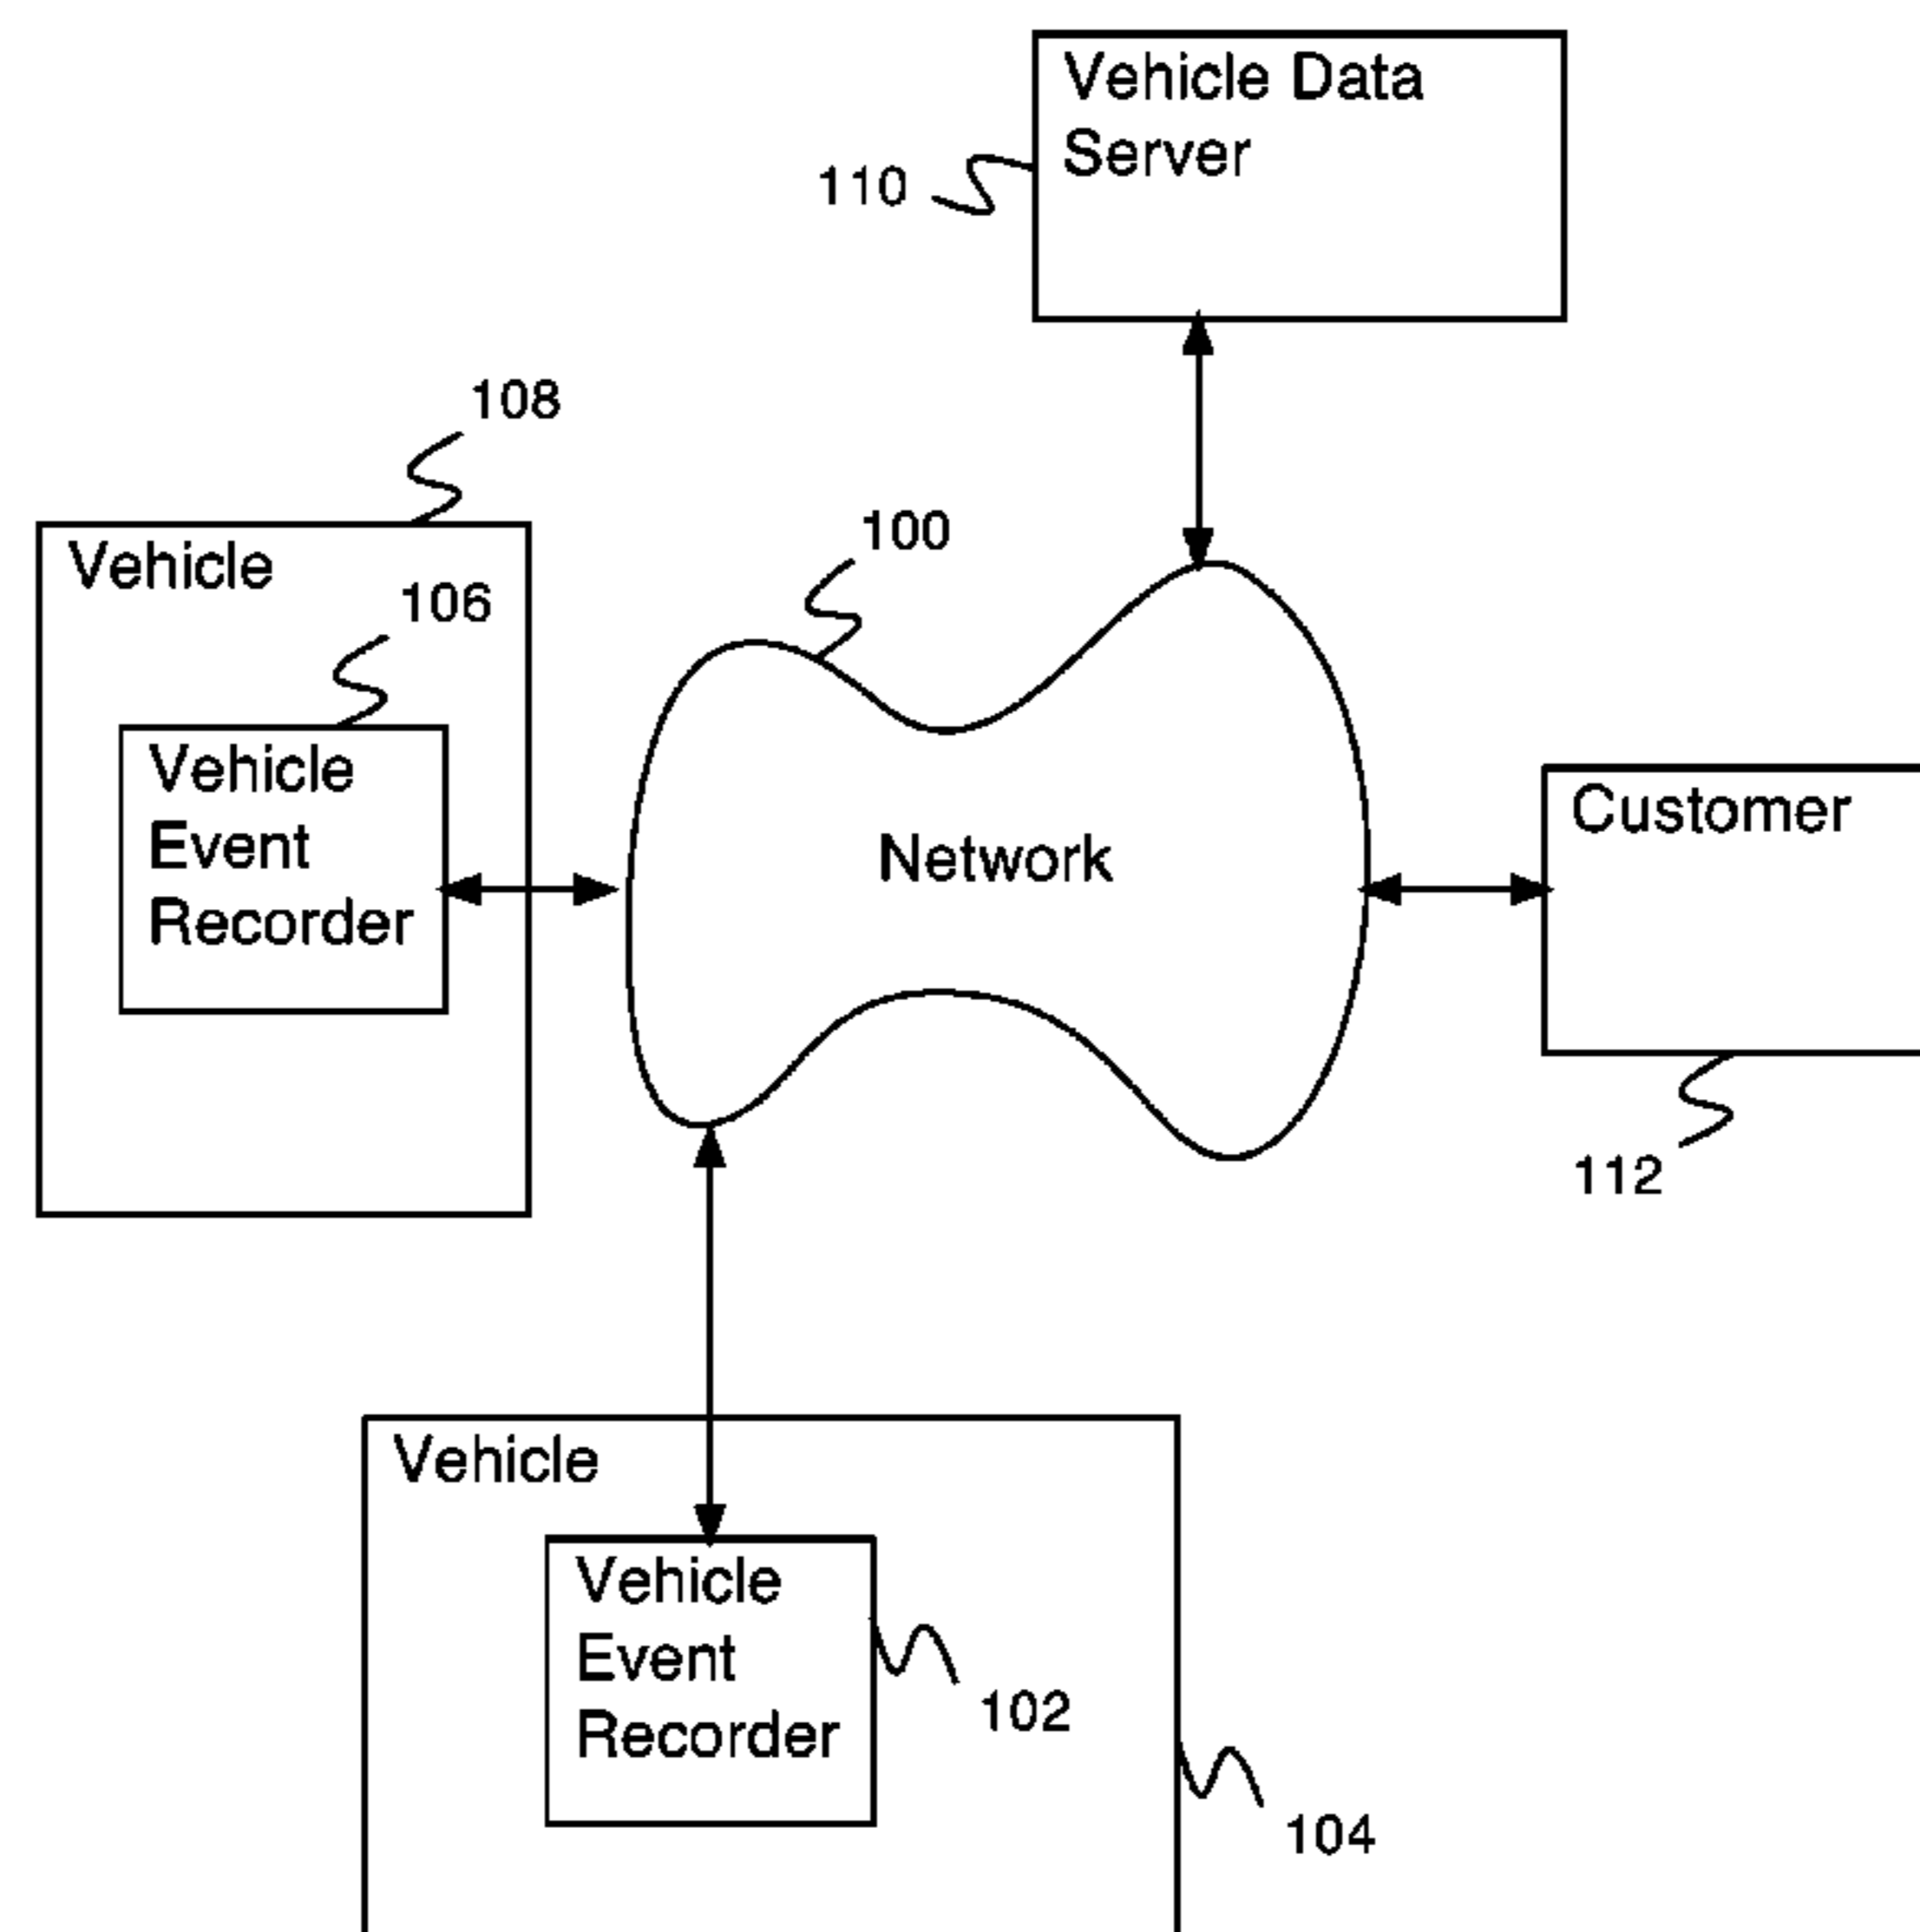 Vehicle Data
Server
110
108
Vehicle
106
Vehicle
Event
Recorder
100
Network
Customer
112
Vehicle
Vehicle
Event
Recorder
102
104